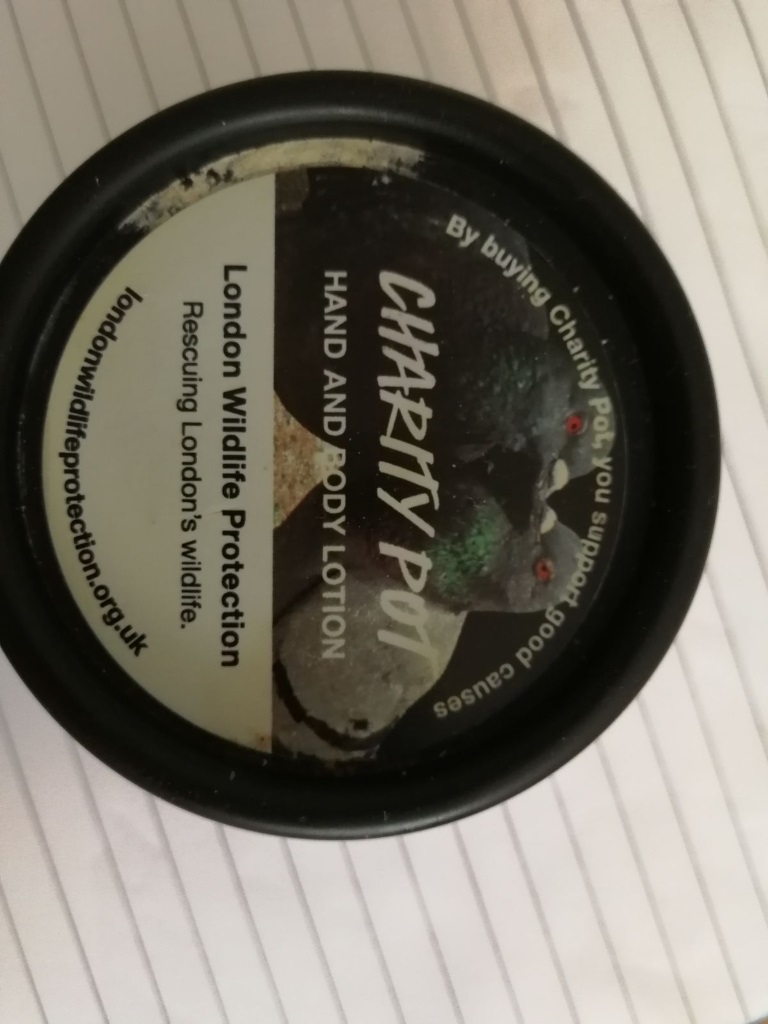 By buying Charity Pot, you support good causes
CHARITY POT
HAND AND BODY LOTION
London Wildlife Protection
Rescuing London's wildlife.
londonwildlifeprotection.org.uk